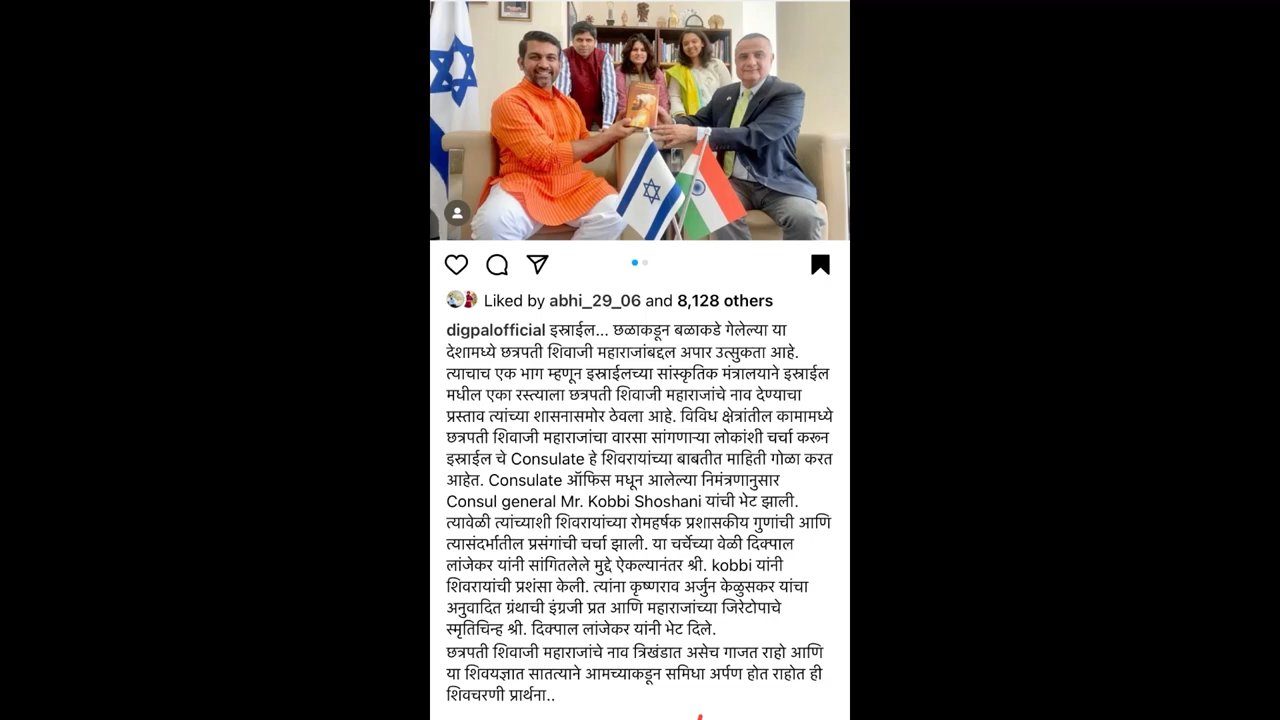 Liked by abhi_29_06 and 8,128 others
digpalofficial इस्राईल... छळाकडून बळाकडे गेलेल्या या
देशामध्ये छत्रपती शिवाजी महाराजांबद्दल अपार उत्सुकता आहे.
त्याचाच एक भाग म्हणून इस्राईलच्या सांस्कृतिक मंत्रालयाने इस्राईल
मधील एका रस्त्याला छत्रपती शिवाजी महाराजांचे नाव देण्याचा
प्रस्ताव त्यांच्या शासनासमोर ठेवला आहे. विविध क्षेत्रांतील कामामध्ये
छत्रपती शिवाजी महाराजांचा वारसा सांगणाऱ्या लोकांशी चर्चा करून
इस्राईल चे Consulate हे शिवरायांच्या बाबतीत माहिती गोळा करत
आहेत. Consulate ऑफिस मधून आलेल्या निमंत्रणानुसार
Consul general Mr. Kobbi Shoshani यांची भेट झाली.
त्यावेळी त्यांच्याशी शिवरायांच्या रोमहर्षक प्रशासकीय गुणांची आणि
त्यासंदर्भातील प्रसंगांची चर्चा झाली. या चर्चेच्या वेळी दिक्पाल
लांजेकर यांनी सांगितलेले मुद्दे ऐकल्यानंतर श्री. kobbi यांनी
शिवरायांची प्रशंसा केली. त्यांना कृष्णराव अर्जुन केळुसकर यांचा
अनुवादित ग्रंथाची इंग्रजी प्रत आणि महाराजांच्या जिरेटोपाचे
स्मृतिचिन्ह श्री. दिक्पाल लांजेकर यांनी भेट दिले.
छत्रपती शिवाजी महाराजांचे नाव त्रिखंडात असेच गाजत राहो आणि
या शिवयज्ञात सातत्याने आमच्याकडून समिधा अर्पण होत राहोत ही
शिवचरणी प्रार्थना..